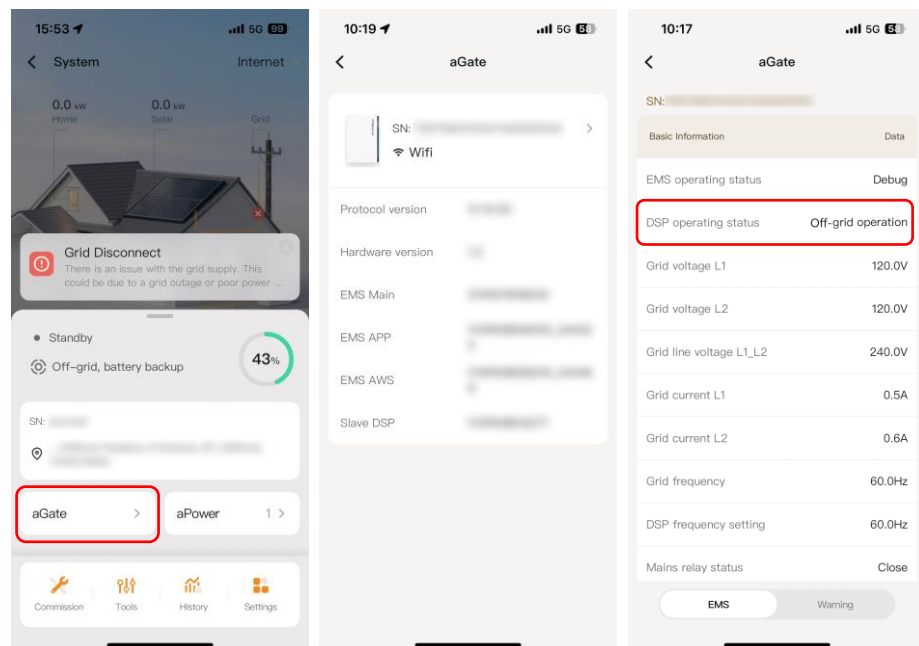 15:53
5G 99
System
Internet
0.0 kW
Home
0.0 kW
Solar
Grid
Grid Disconnect
There is an issue with the grid supply. This
could be due to a grid outage or poor power ...
Standby
Off-grid, battery backup
43%
SN:
aGate
aPower
1
Commission
Tools
History
Settings
10:19
5G 5
aGate
SN:
Wifi
Protocol version
Hardware version
EMS Main
EMS APP
EMS AWS
Slave DSP
10:17
5G 5
aGate
SN:
Basic Information Data
EMS operating status Debug
DSP operating status Off-grid operation
Grid voltage L1 120.0V
Grid voltage L2 120.0V
Grid line voltage L1_L2 240.0V
Grid current L1 0.5A
Grid current L2 0.6A
Grid frequency 60.0Hz
DSP frequency setting 60.0Hz
Mains relay status Close
EMS
Warning